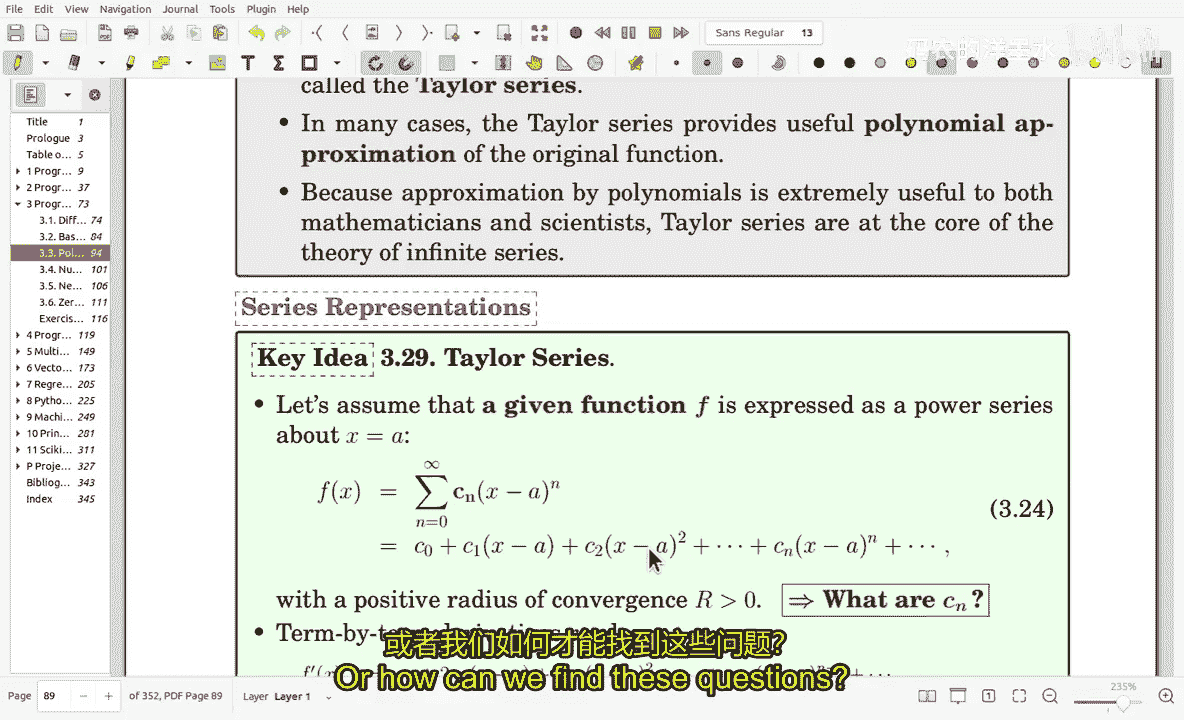 File Edit View Navigation Journal Tools Plugin Help
Sans Regular 13
Title 1
Prologue 3
Table o... 5
1 Progr... 9
2 Progr... 37
3 Progr... 73
3.1. Diff... 74
3.2. Bas... 84
3.3. Pol... 94
3.4. Nu... 101
3.5. Ne... 106
3.6. Zer... 111
Exercis... 116
4 Progr... 119
5 Multi... 149
6 Vecto... 173
7 Regre... 205
8 Pytho... 225
9 Machi... 249
10 Prin... 281
11 Sciki... 311
P Proje... 327
Bibliog... 343
Index 345
called the Taylor series.
• In many cases, the Taylor series provides useful polynomial ap-
proximation of the original function.
• Because approximation by polynomials is extremely useful to both
mathematicians and scientists, Taylor series are at the core of the
theory of infinite series.
Series Representations
Key Idea 3.29. Taylor Series.
• Let's assume that a given function f is expressed as a power series
about x = a:
f(x) = ∑_{n=0}^{∞} c_n(x − a)^n
(3.24)
= c_0 + c_1(x − a) + c_2(x − a)^2 + ··· + c_n(x − a)^n + ··· ,
with a positive radius of convergence R > 0. ⇒ What are c_n?
• Term-by-te
或者我们如何才能找到这些问题?
Or how can we find these questions?
Page 89 − + of 352, PDF Page 89 Layer Layer 1 235%